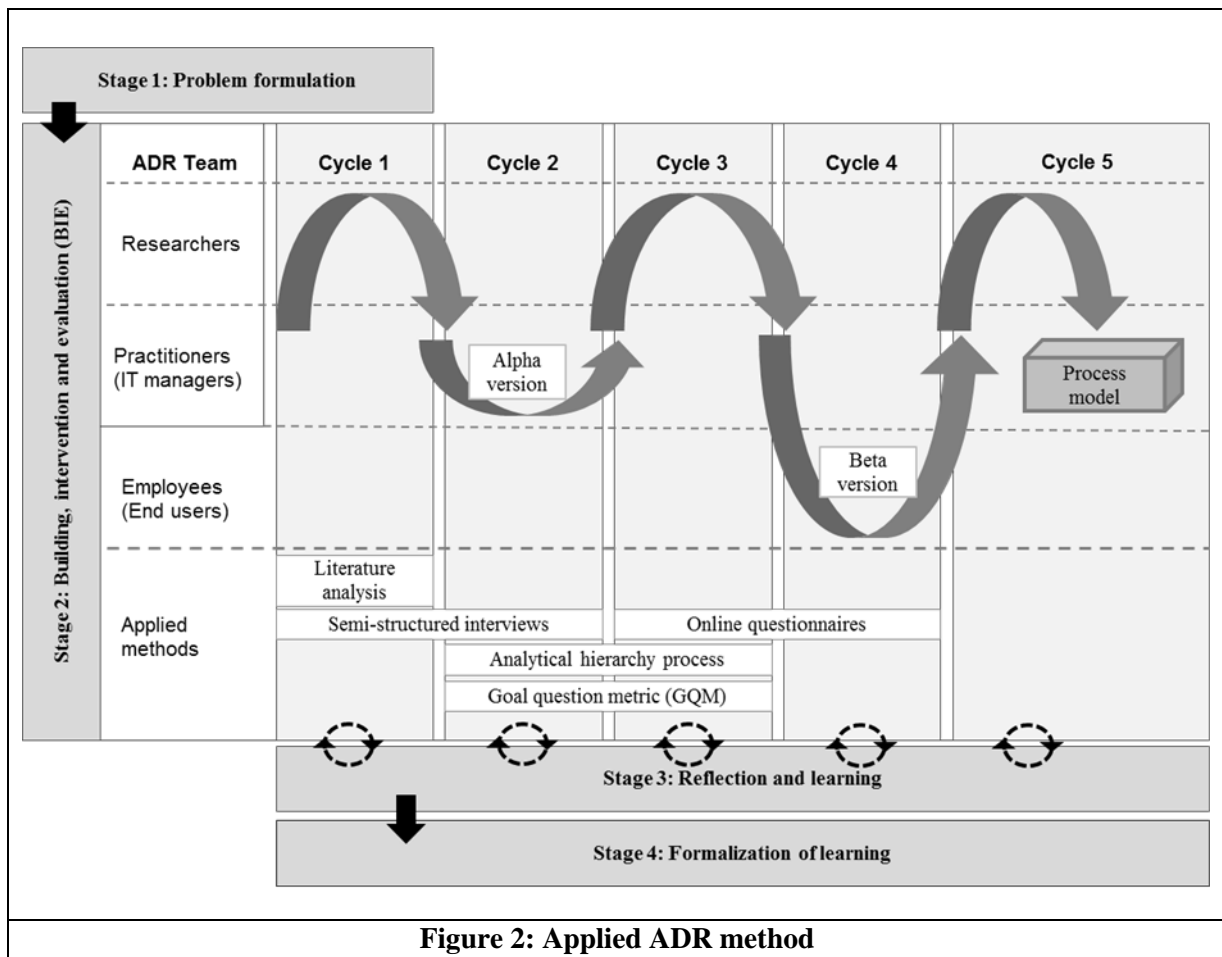 Stage 1: Problem formulation
Stage 2: Building, intervention and evaluation (BIE)
ADR Team
Cycle 1
Cycle 2
Cycle 3
Cycle 4
Cycle 5
Researchers
Practitioners
(IT managers)
Alpha
version
Process
model
Employees
(End users)
Beta
version
Applied
methods
Literature
analysis
Semi-structured interviews
Online questionnaires
Analytical hierarchy process
Goal question metric (GQM)
Stage 3: Reflection and learning
Stage 4: Formalization of learning
Figure 2: Applied ADR method